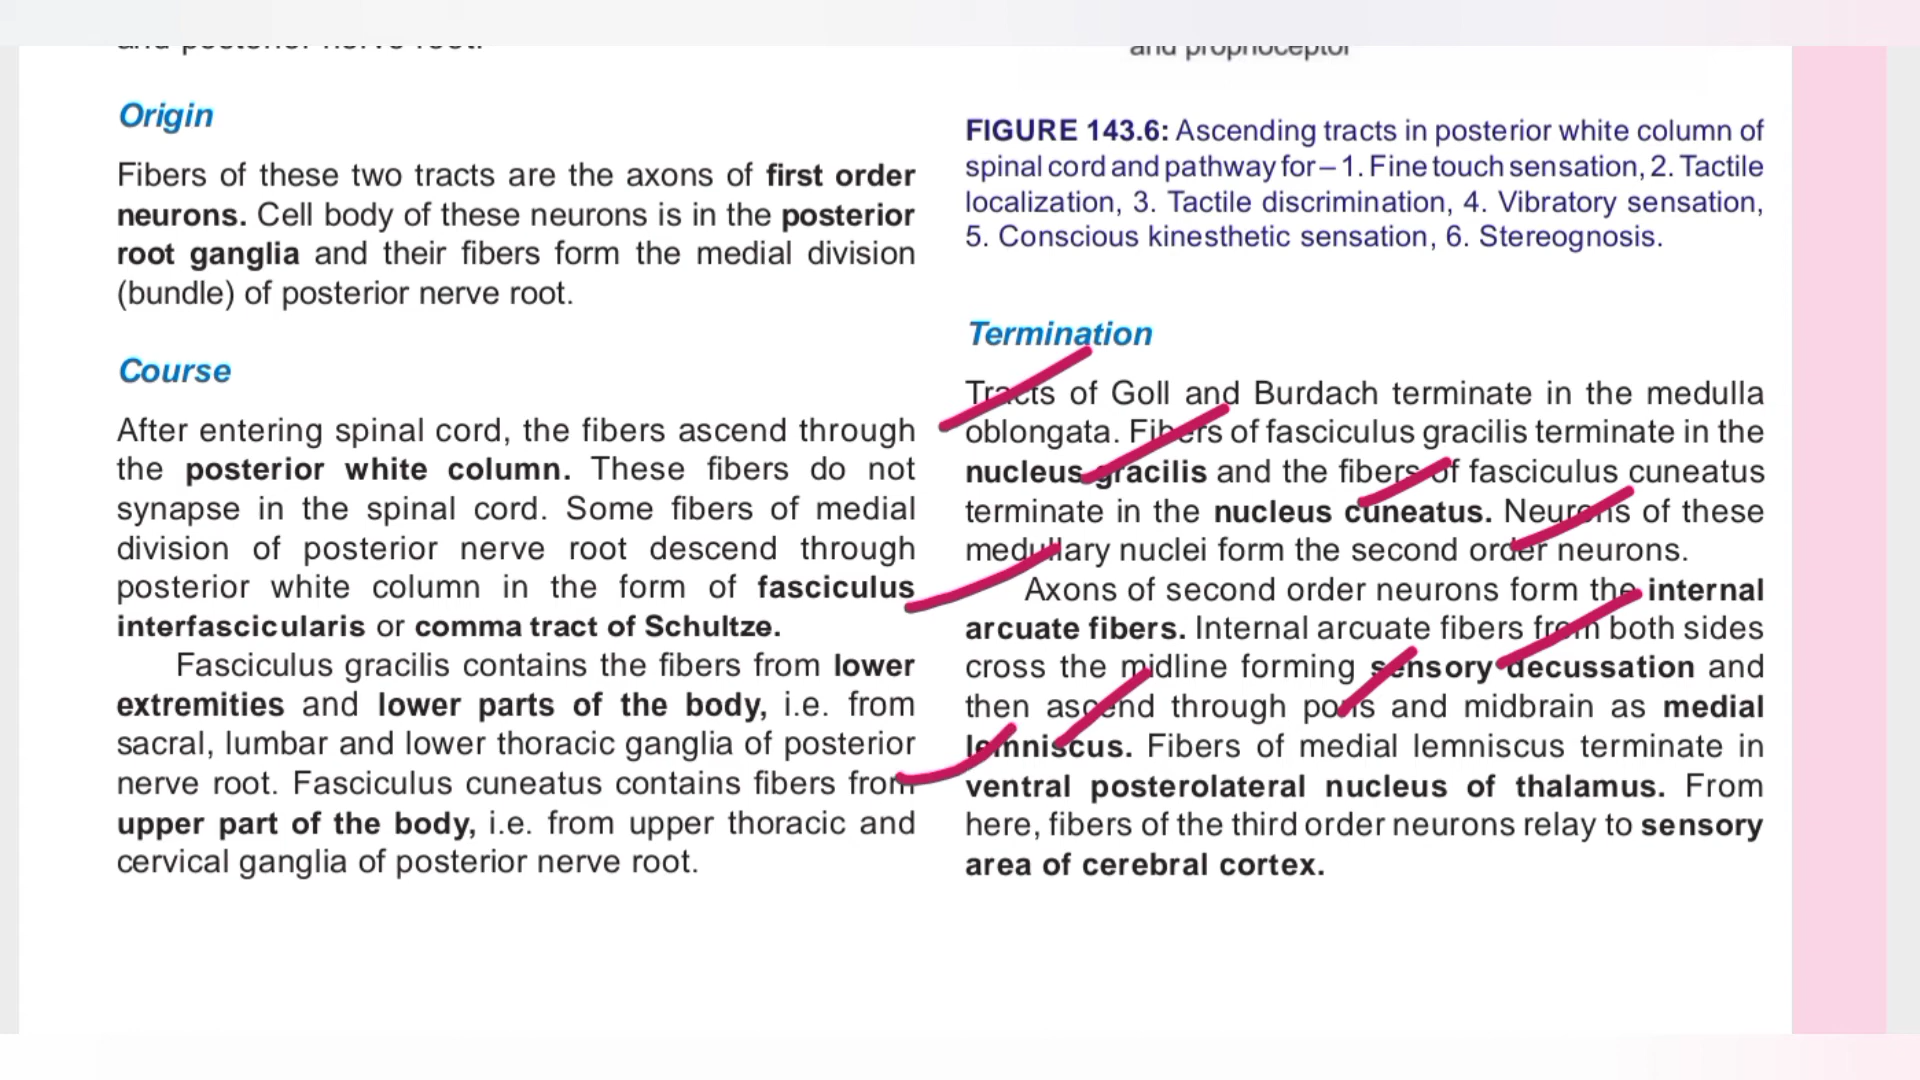 and posterior nerve root.
Origin
Fibers of these two tracts are the axons of first order
neurons. Cell body of these neurons is in the posterior
root ganglia and their fibers form the medial division
(bundle) of posterior nerve root.
Course
After entering spinal cord, the fibers ascend through
the posterior white column. These fibers do not
synapse in the spinal cord. Some fibers of medial
division of posterior nerve root descend through
posterior white column in the form of fasciculus
interfascicularis or comma tract of Schultze.
Fasciculus gracilis contains the fibers from lower
extremities and lower parts of the body, i.e. from
sacral, lumbar and lower thoracic ganglia of posterior
nerve root. Fasciculus cuneatus contains fibers from
upper part of the body, i.e. from upper thoracic and
cervical ganglia of posterior nerve root.
and proprioceptor
FIGURE 143.6: Ascending tracts in posterior white column of
spinal cord and pathway for – 1. Fine touch sensation, 2. Tactile
localization, 3. Tactile discrimination, 4. Vibratory sensation,
5. Conscious kinesthetic sensation, 6. Stereognosis.
Termination
Tracts of Goll and Burdach terminate in the medulla
oblongata. Fibers of fasciculus gracilis terminate in the
nucleus gracilis and the fibers of fasciculus cuneatus
terminate in the nucleus cuneatus. Neurons of these
medullary nuclei form the second order neurons.
Axons of second order neurons form the internal
arcuate fibers. Internal arcuate fibers from both sides
cross the midline forming sensory decussation and
then ascend through pons and midbrain as medial
lemniscus. Fibers of medial lemniscus terminate in
ventral posterolateral nucleus of thalamus. From
here, fibers of the third order neurons relay to sensory
area of cerebral cortex.